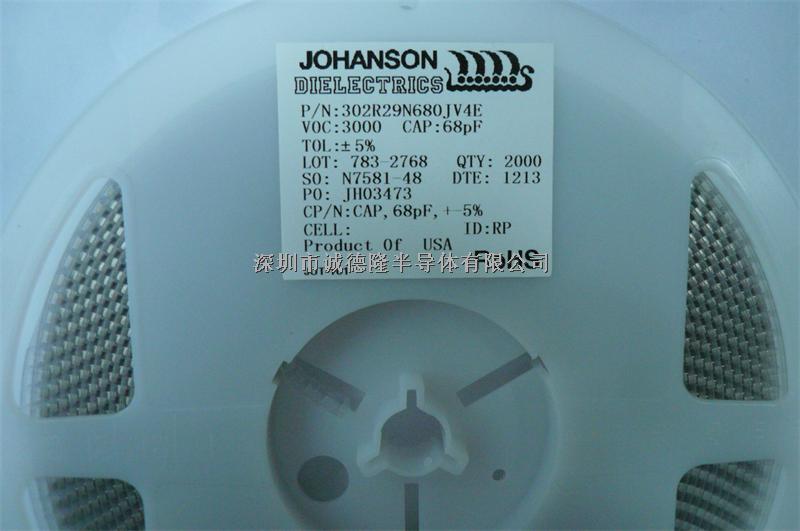 JOHANSON
DIELECTRICS
P/N:302R29N680JV4E
VOC:3000 CAP:68pF
TOL:±5%
LOT: 783-2768 QTY: 2000
SO: N7581-48 DTE: 1213
PO: JH03473
CP/N:CAP,68pF,+-5%
CELL: ID:RP
Product Of USA
RoHS
深圳市诚德隆半导体有限公司